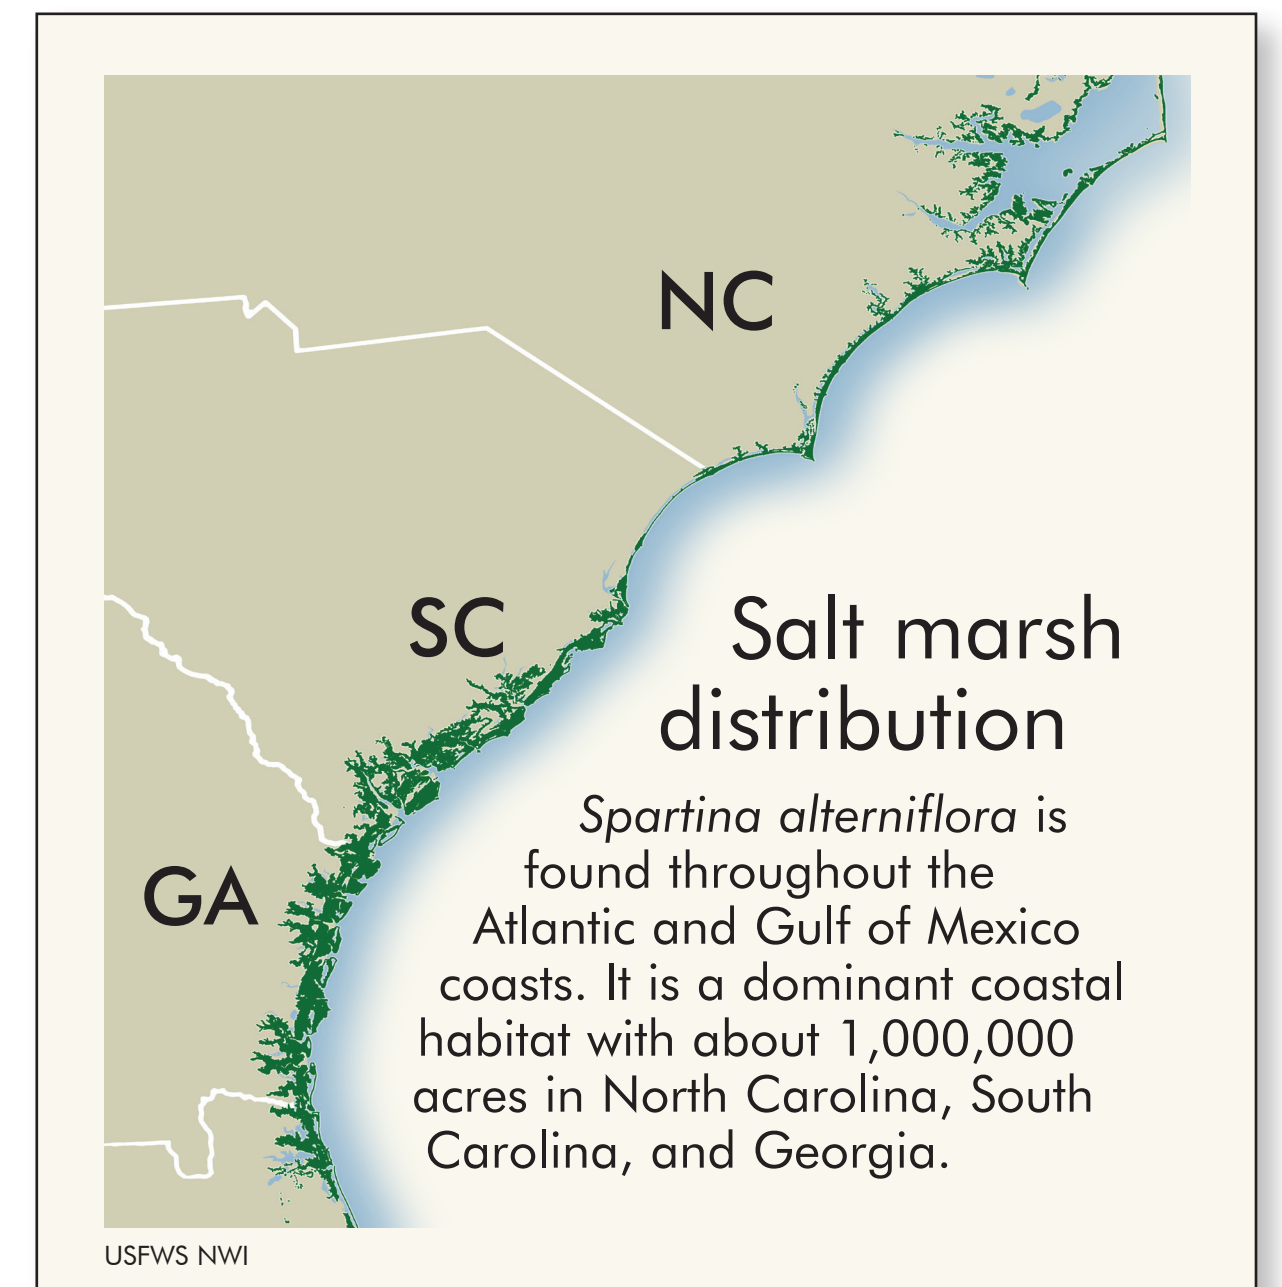 NC
SC
GA
Salt marsh
distribution
Spartina alterniflora is
found throughout the
Atlantic and Gulf of Mexico
coasts. It is a dominant coastal
habitat with about 1,000,000
acres in North Carolina, South
Carolina, and Georgia.
USFWS NWI